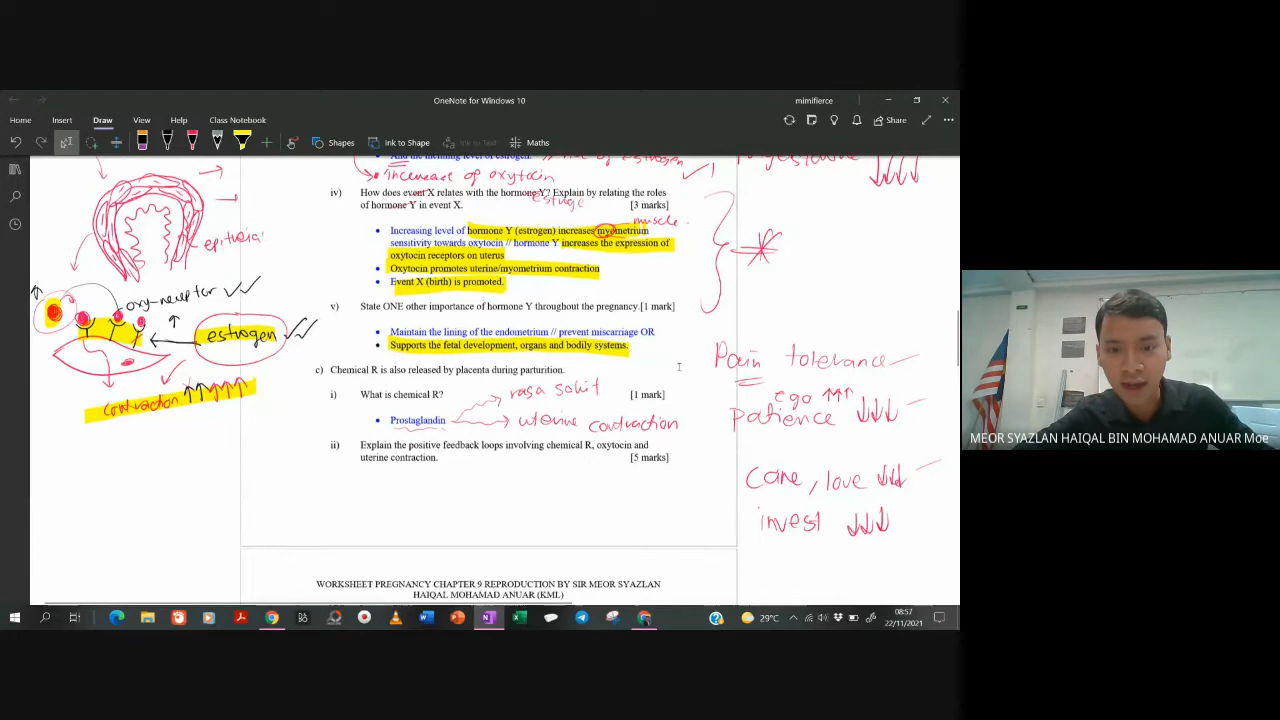 OneNote for Windows 10
mimifierce
Home Insert Draw View Help Class Notebook
Share
Shapes Ink to Shape Ink to Text Maths
of estrogen
• increase of oxytocin
iv) How does event X relates with the hormone Y? Explain by relating the roles
of hormone Y in event X. [3 marks]
muscle
• Increasing level of hormone Y (estrogen) increases myometrium
sensitivity towards oxytocin // hormone Y increases the expression of
oxytocin receptors on uterus
• Oxytocin promotes uterine/myometrium contraction
• Event X (birth) is promoted.
v) State ONE other importance of hormone Y throughout the pregnancy.[1 mark]
• Maintain the lining of the endometrium // prevent miscarriage OR
• Supports the fetal development, organs and bodily systems.
c) Chemical R is also released by placenta during parturition.
i) What is chemical R? [1 mark]
rasa sakit
• Prostaglandin
uterine contraction
ii) Explain the positive feedback loops involving chemical R, oxytocin and
uterine contraction. [5 marks]
oxy-receptor
estrogen
contraction
Pain tolerance
ego ↑↑↑
patience ↓↓↓
care, love ↓↓↓
invest ↓↓↓
WORKSHEET PREGNANCY CHAPTER 9 REPRODUCTION BY SIR MEOR SYAZLAN
HAIQAL MOHAMAD ANUAR (KML)
MEOR SYAZLAN HAIQAL BIN MOHAMAD ANUAR Moe
29°C
08:57
22/11/2021